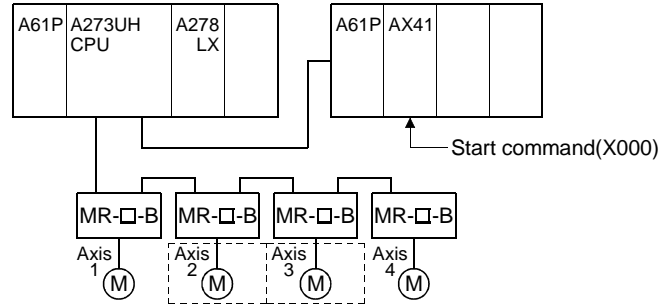 A61P A273UH A278
CPU LX
A61P AX41
Start command(X000)
MR-□-B MR-□-B MR-□-B MR-□-B
Axis Axis Axis Axis
1 2 3 4
M M M M